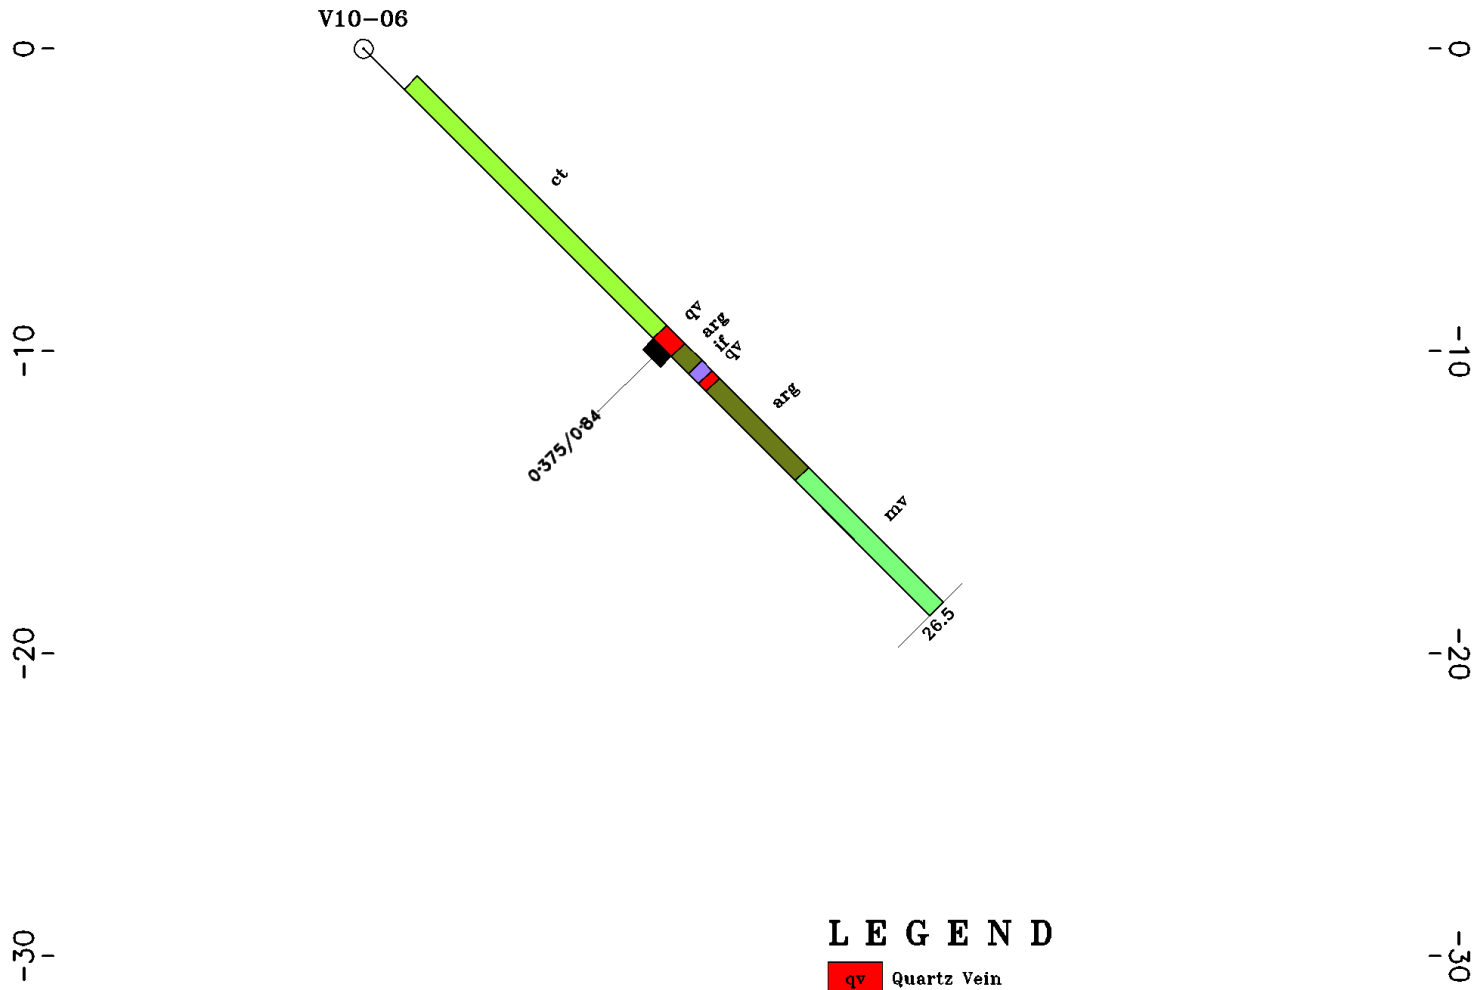 V10-06
0
0
ct
qv
arg
if
qv
-10
-10
arg
0.375/0.84
mv
26.5
-20
-20
LEGEND
-30
-30
qv Quartz Vein